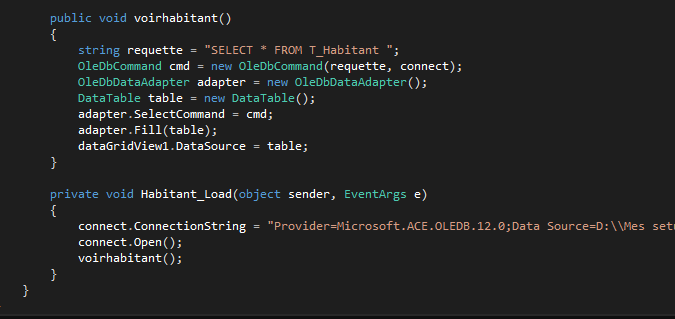 public void voirhabitant()
{
string requette = "SELECT * FROM T_Habitant ";
OleDbCommand cmd = new OleDbCommand(requette, connect);
OleDbDataAdapter adapter = new OleDbDataAdapter();
DataTable table = new DataTable();
adapter.SelectCommand = cmd;
adapter.Fill(table);
dataGridView1.DataSource = table;
}
private void Habitant_Load(object sender, EventArgs e)
{
connect.ConnectionString = "Provider=Microsoft.ACE.OLEDB.12.0;Data Source=D:\\Mes setu
connect.Open();
voirhabitant();
}
}